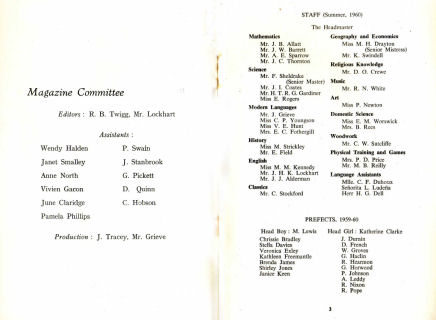 Magazine Committee
Editors : R. B. Twigg, Mr. Lockhart
Assistants :
Wendy Halden P. Swain
Janet Smalley J. Stanbrook
Anne North G. Pickett
Vivien Garon D. Quinn
June Claridge C. Hobson
Pamela Phillips
Production : J. Tracey, Mr. Grieve
STAFF (Summer, 1960)
The Headmaster
Mathematics
Mr. J. B. Allatt
Mr. J. W. Barrett
Mr. A. E. Sparrow
Mr. J. C. Thornton
Science
Mr. F. Sheldrake
(Senior Master)
Mr. J. I. Coates
Mr. H. T. R. G. Gardiner
Miss E. Rogers
Modern Languages
Mr. J. Grieve
Miss C. P. Youngson
Miss V. E. Hunt
Mrs. E. C. Fothergill
History
Miss M. Strickley
Mr. E. Field
English
Miss M. M. Kennedy
Mr. J. H. K. Lockhart
Mr. J. J. Alderman
Classics
Mr. C. Stockford
Geography and Economics
Miss M. H. Drayton
(Senior Mistress)
Mr. K. Swindell
Religious Knowledge
Mr. D. O. Crewe
Music
Mr. R. N. White
Art
Miss P. Newton
Domestic Science
Miss E. M. Worswick
Mrs. B. Rees
Woodwork
Mr. C. W. Sutcliffe
Physical Training and Games
Mrs. P. D. Price
Mr. M. B. Reilly
Language Assistants
Mlle. C. P.
Señorita L. Ludeña
Herr H. G. Dell
PREFECTS, 1959-60
Head Boy : M. Lewis Head Girl : Katharine Clarke
Chrissie Bradley J. Durnin
Stella Davies D. French
Veronica Exley W. Groves
Kathleen Freemantle G. Haclin
Brenda James R. Hearmon
Shirley Jones G. Horwood
Janice Keen P. Johnson
A. Leddy
R. Nixon
R. Pope
3